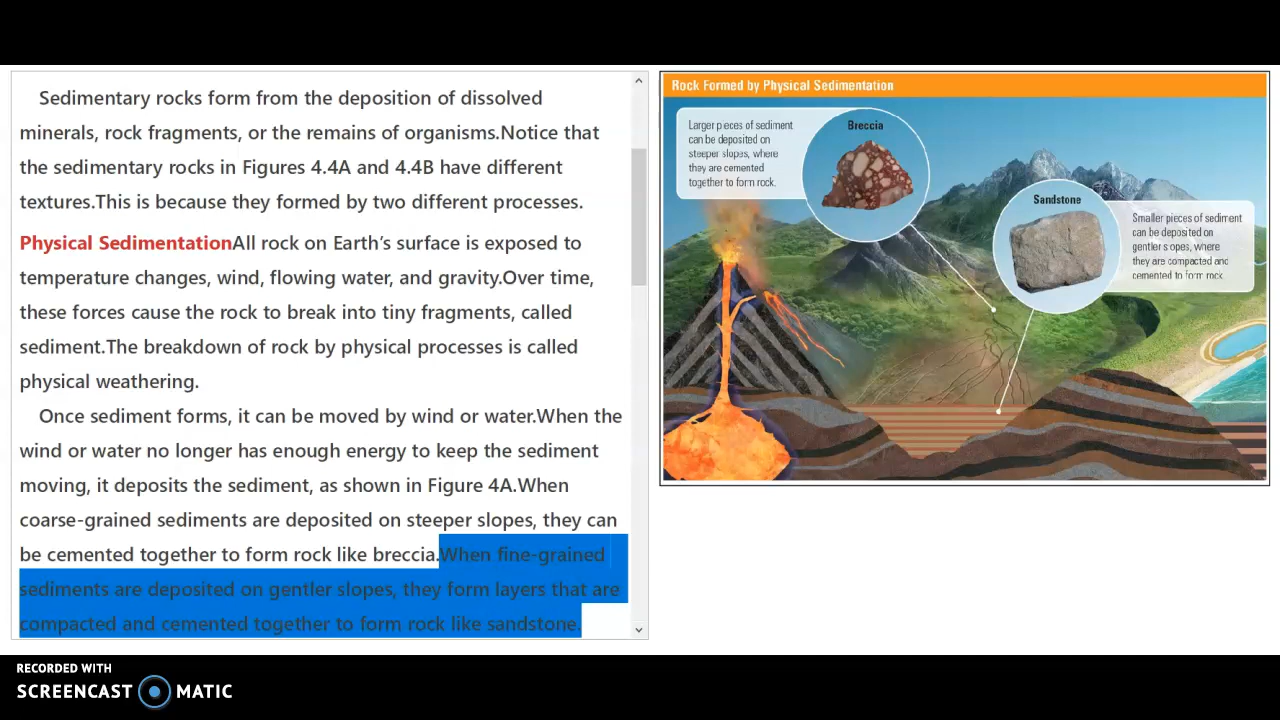 Sedimentary rocks form from the deposition of dissolved
minerals, rock fragments, or the remains of organisms.Notice that
the sedimentary rocks in Figures 4.4A and 4.4B have different
textures.This is because they formed by two different processes.
Physical SedimentationAll rock on Earth's surface is exposed to
temperature changes, wind, flowing water, and gravity.Over time,
these forces cause the rock to break into tiny fragments, called
sediment.The breakdown of rock by physical processes is called
physical weathering.
Once sediment forms, it can be moved by wind or water.When the
wind or water no longer has enough energy to keep the sediment
moving, it deposits the sediment, as shown in Figure 4A.When
coarse-grained sediments are deposited on steeper slopes, they can
be cemented together to form rock like breccia.When fine-grained
sediments are deposited on gentler slopes, they form layers that are
compacted and cemented together to form rock like sandstone.
Rock Formed by Physical Sedimentation
Larger pieces of sediment
can be deposited on
steeper slopes, where
they are cemented
together to form rock.
Breccia
Sandstone
Smaller pieces of sediment
can be deposited on
gentler slopes, where
they are compacted and
cemented to form rock.
RECORDED WITH
SCREENCAST MATIC